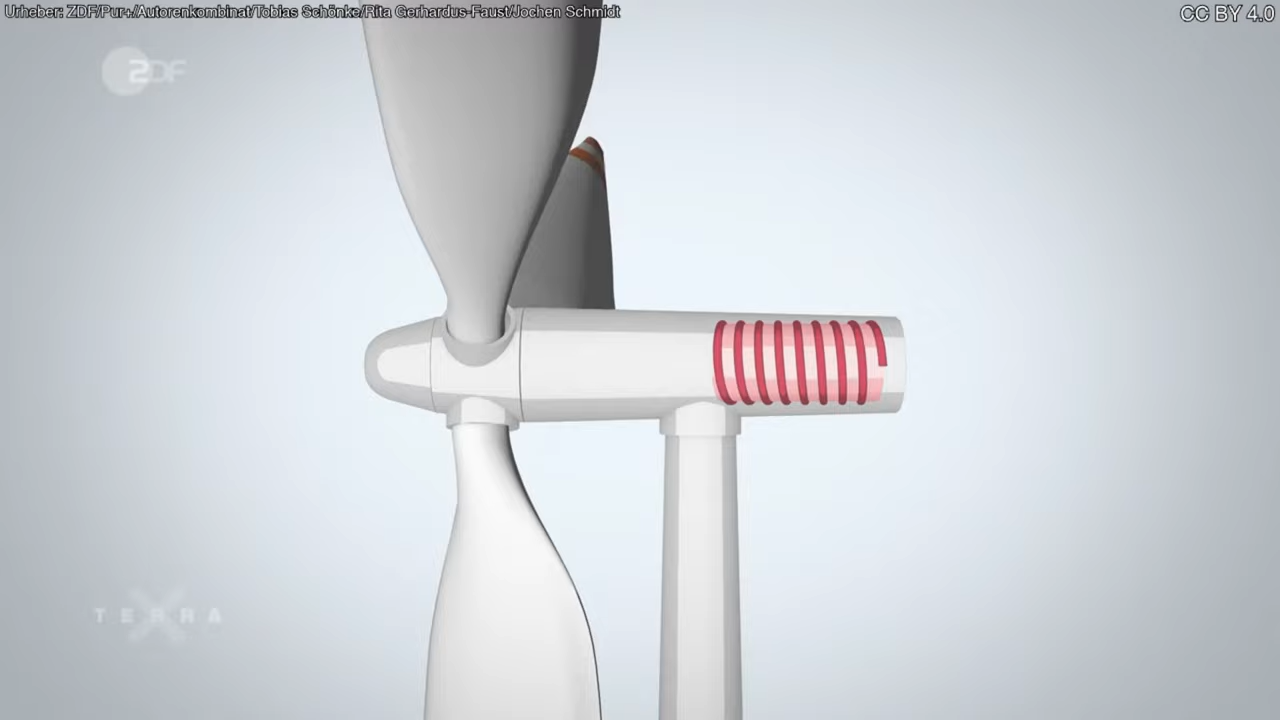 Urheber: ZDF/Pur+/Autorenkombinat/Tobias Schönke/Rita Gerhardus-Faust/Jochen Schmidt
CC BY 4.0
ZDF
TERRA X